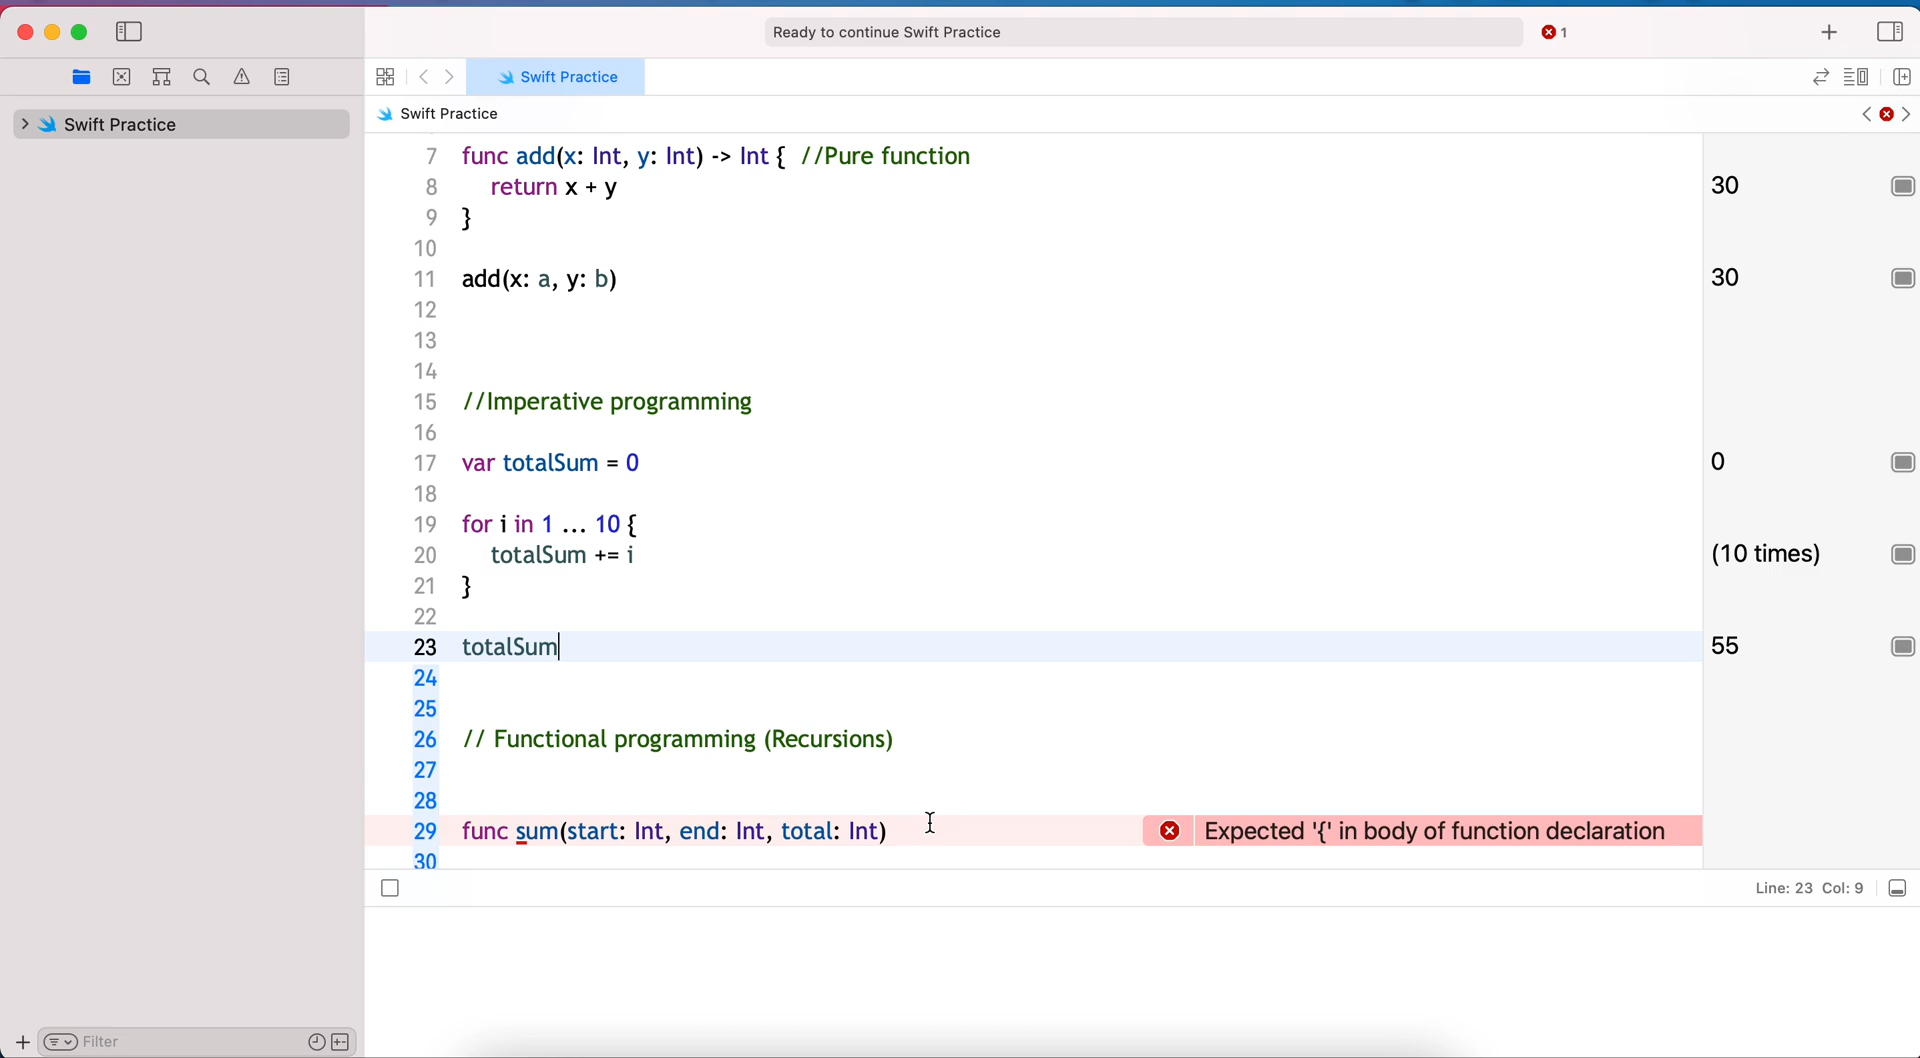 Ready to continue Swift Practice
1
Swift Practice
Swift Practice
Swift Practice
7 func add(x: Int, y: Int) -> Int { //Pure function
8 return x + y 30
9 }
10
11 add(x: a, y: b) 30
12
13
14
15 //Imperative programming
16
17 var totalSum = 0 0
18
19 for i in 1 ... 10 {
20 totalSum += i (10 times)
21 }
22
23 totalSum 55
24
25
26 // Functional programming (Recursions)
27
28
29 func sum(start: Int, end: Int, total: Int) Expected '{' in body of function declaration
30
Line: 23 Col: 9
Filter